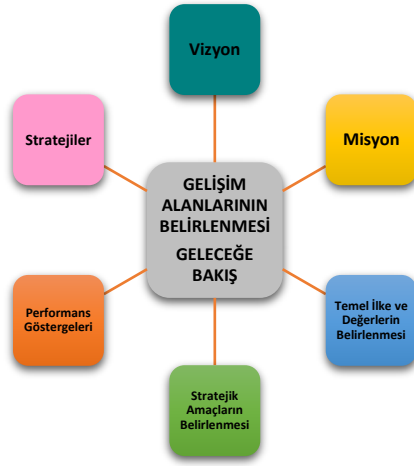 Vizyon
Stratejiler
Misyon
GELİŞİM
ALANLARININ
BELİRLENMESİ
GELECEĞE
BAKIŞ
Performans
Göstergeleri
Temel İlke ve
Değerlerin
Belirlenmesi
Stratejik
Amaçların
Belirlenmesi